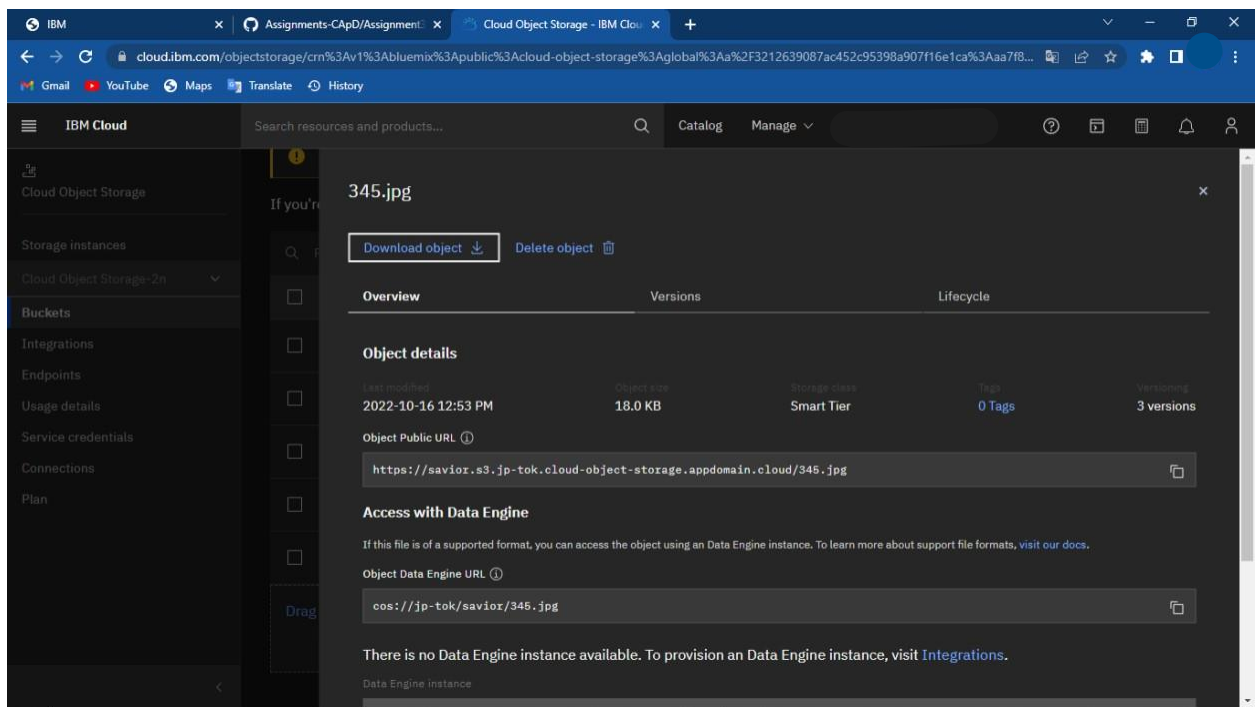 IBM
Assignments-CApD/Assignment
Cloud Object Storage - IBM Clou
cloud.ibm.com/objectstorage/crn%3Av1%3Abluemix%3Apublic%3Acloud-object-storage%3Aglobal%3Aa%2F3212639087ac452c95398a907f16e1ca%3Aaa7f8...
Gmail YouTube Maps Translate History
IBM Cloud Search resources and products... Catalog Manage
Cloud Object Storage
Storage instances
Cloud Object Storage-2n
Buckets
Integrations
Endpoints
Usage details
Service credentials
Connections
Plan
If you'r
Drag
345.jpg
Download object Delete object
Overview Versions Lifecycle
Object details
Last modified Object size Storage class Tags Versioning
2022-10-16 12:53 PM 18.0 KB Smart Tier 0 Tags 3 versions
Object Public URL
https://savior.s3.jp-tok.cloud-object-storage.appdomain.cloud/345.jpg
Access with Data Engine
If this file is of a supported format, you can access the object using an Data Engine instance. To learn more about support file formats, visit our docs.
Object Data Engine URL
cos://jp-tok/savior/345.jpg
There is no Data Engine instance available. To provision an Data Engine instance, visit Integrations.
Data Engine instance